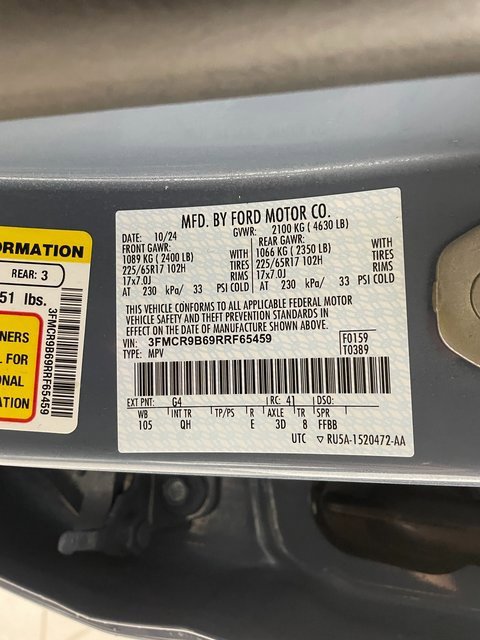 ORMATION
REAR: 3
51 lbs.
NERS
L FOR
ONAL
ATION
3FMCR9B69RRF65459
MFD. BY FORD MOTOR CO.
DATE: 10/24 GVWR: 2100 KG ( 4630 LB)
FRONT GAWR: REAR GAWR:
1089 KG ( 2400 LB) WITH 1066 KG ( 2350 LB) WITH
225/65R17 102H TIRES 225/65R17 102H TIRES
17x7.0J RIMS 17x7.0J RIMS
AT 230 kPa/ 33 PSI COLD AT 230 kPa/ 33 PSI COLD
THIS VEHICLE CONFORMS TO ALL APPLICABLE FEDERAL MOTOR
VEHICLE SAFETY AND THEFT PREVENTION STANDARDS IN
EFFECT ON THE DATE OF MANUFACTURE SHOWN ABOVE.
VIN: 3FMCR9B69RRF65459 F0159
TYPE: MPV T0389
EXT PNT: G4 RC: 41 DSO:
WB INT TR TP/PS R AXLE TR SPR
105 QH E 3D 8 FFBB
UTC ▽ RU5A-1520472-AA